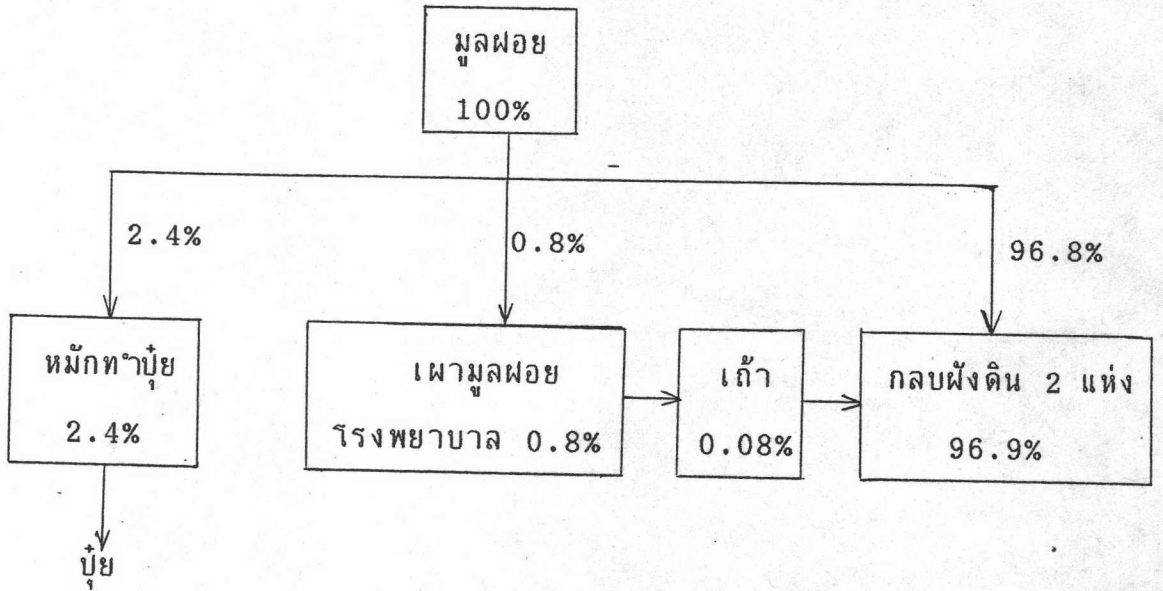 มูลฝอย
100%
2.4%
0.8%
96.8%
หมักทำปุ๋ย
2.4%
เผามูลฝอย
โรงพยาบาล 0.8%
เถ้า
0.08%
กลบฝังดิน 2 แห่ง
96.9%
ปุ๋ย